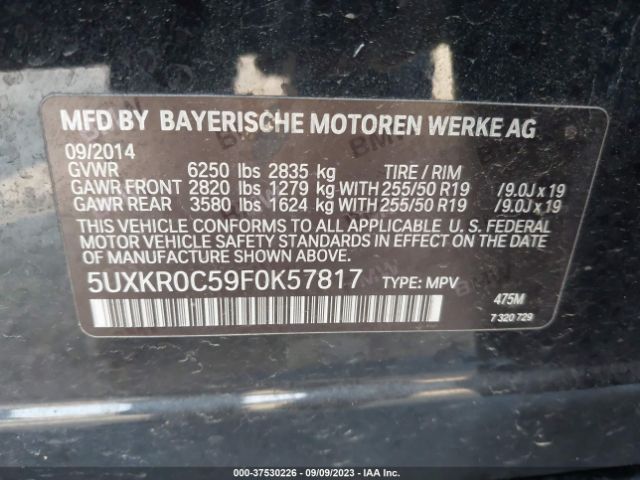 MFD BY BAYERISCHE MOTOREN WERKE AG
09/2014
GVWR 6250 lbs 2835 kg TIRE / RIM
GAWR FRONT 2820 lbs 1279 kg WITH 255/50 R19 /9.0J x 19
GAWR REAR 3580 lbs 1624 kg WITH 255/50 R19 /9.0J x 19
THIS VEHICLE CONFORMS TO ALL APPLICABLE U. S. FEDERAL
MOTOR VEHICLE SAFETY STANDARDS IN EFFECT ON THE
DATE OF MANUFACTURE SHOWN ABOVE.
5UXKR0C59F0K57817 TYPE: MPV 475M
7 320 729
000-37530226 - 09/09/2023 - IAA Inc.